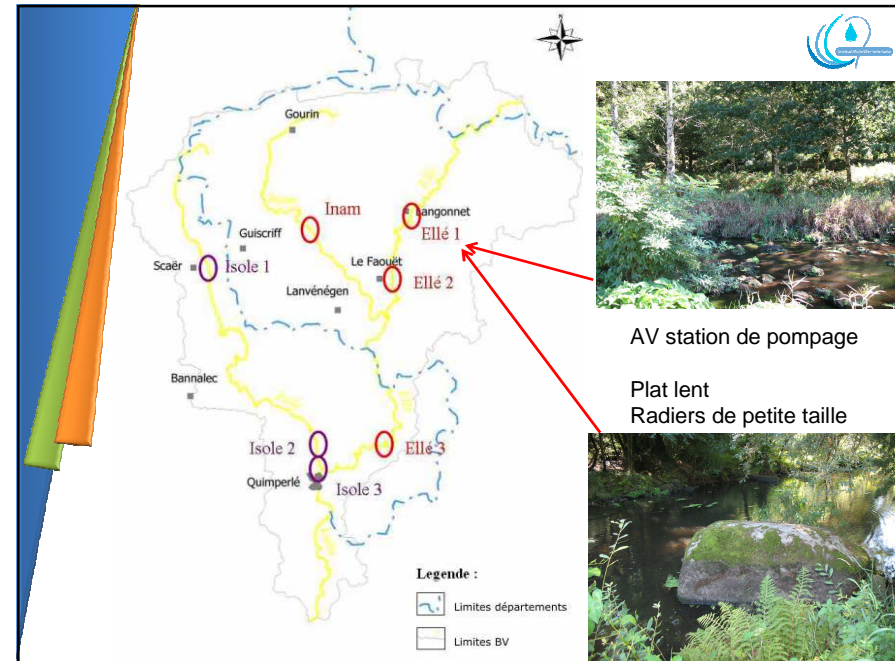 Gourin
Inam
Langonnet
Guiscriff
Ellé 1
Scaër
Isole 1
Le Faouët
Ellé 2
Lanvénégen
AV station de pompage
Plat lent
Radiers de petite taille
Bannalec
Isole 2
Ellé 3
Quimperlé
Isole 3
Legende :
Limites départements
Limites BV